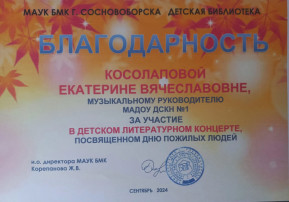 МАУК БМК Г. СОСНОВОБОРСКА ДЕТСКАЯ БИБЛИОТЕКА
БЛАГОДАРНОСТЬ
КОСОЛАПОВОЙ
ЕКАТЕРИНЕ ВЯЧЕСЛАВОВНЕ,
МУЗЫКАЛЬНОМУ РУКОВОДИТЕЛЮ
МАДОУ ДСКН №1
ЗА УЧАСТИЕ
В ДЕТСКОМ ЛИТЕРАТУРНОМ КОНЦЕРТЕ,
ПОСВЯЩЕННОМ ДНЮ ПОЖИЛЫХ ЛЮДЕЙ
и.о. директора МАУК БМК
Карепанова Ж.В.
СЕНТЯБРЬ 2024